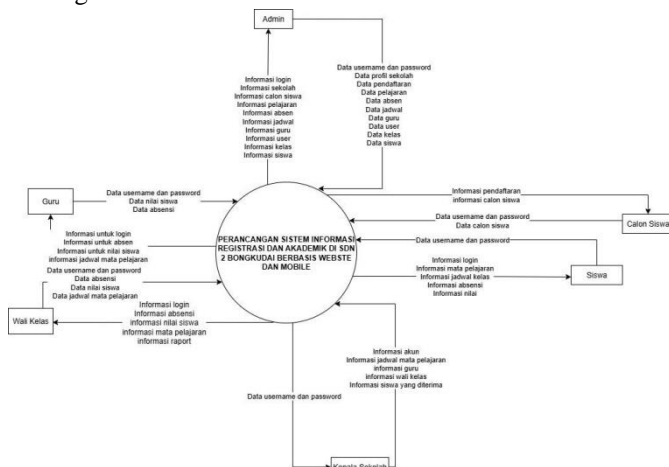 Admin
Informasi login
Informasi sekolah
Informasi calon siswa
Informasi pelajaran
Informasi absen
Informasi jadwal
Informasi guru
Informasi user
Informasi kelas
Informasi siswa
Data username dan password
Data profil sekolah
Data pendaftaran
Data pelajaran
Data absen
Data jadwal
Data guru
Data user
Data kelas
Data siswa
Guru
Data username dan password
Data nilai siswa
Data absensi
Informasi untuk login
Informasi untuk absen
Informasi untuk nilai siswa
informasi jadwal mata pelajaran
Data username dan password
Data absensi
Data nilai siswa
Data jadwal mata pelajaran
Wali Kelas
Informasi login
Informasi absensi
informasi nilai siswa
informasi mata pelajaran
informasi raport
PERANCANGAN SISTEM INFORMASI
REGISTRASI DAN AKADEMIK DI SDN
2 BONGKUDAI BERBASIS WEBSTE
DAN MOBILE
Informasi pendaftaran
informasi calon siswa
Data username dan password
Data calon siswa
Calon Siswa
Data username dan password
Siswa
Informasi login
Informasi mata pelajaran
Informasi jadwal kelas
Informasi absensi
Informasi nilai
Informasi akun
Informasi jadwal mata pelajaran
informasi guru
informasi wali kelas
Informasi siswa yang diterima
Data username dan password
Kepala Sekolah